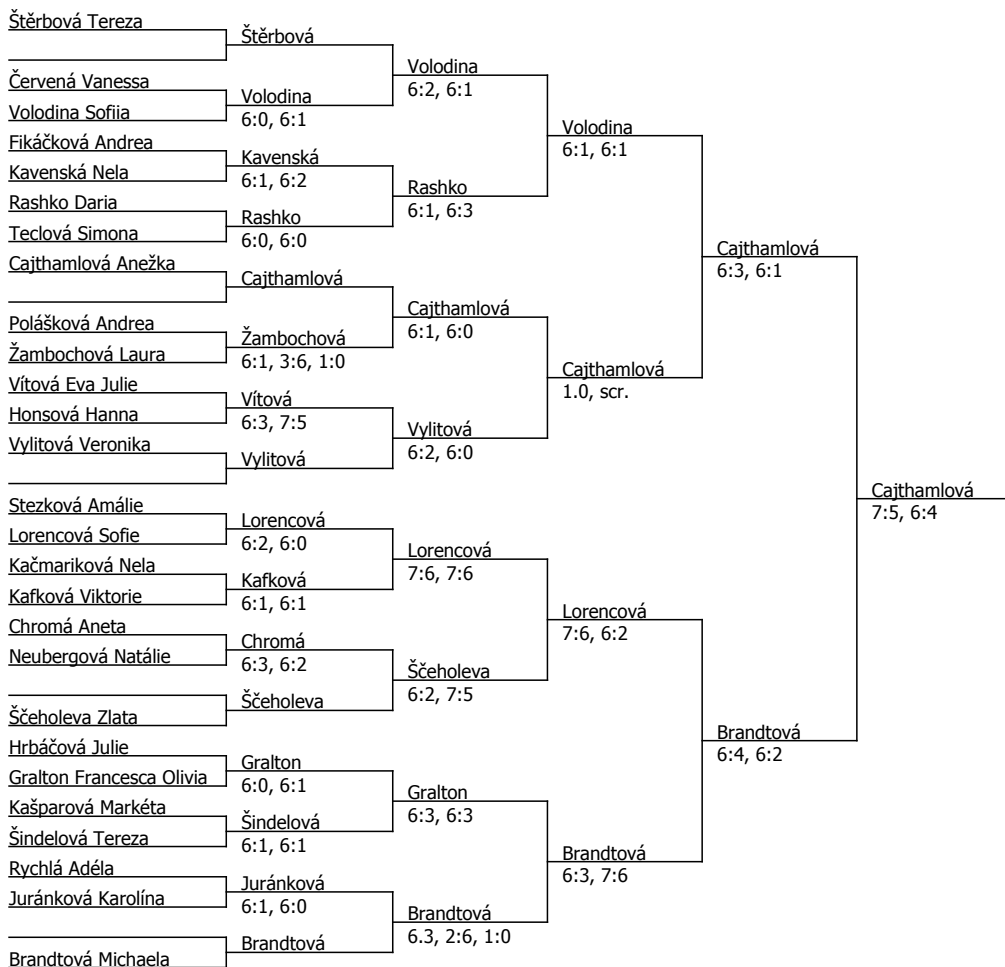 Štěrbová Tereza
Štěrbová
Volodina
6:2, 6:1
Červená Vanessa
Volodina
6:0, 6:1
Volodina Sofiia
Volodina
6:1, 6:1
Fikáčková Andrea
Kavenská
6:1, 6:2
Kavenská Nela
Rashko
6:1, 6:3
Rashko Daria
Rashko
6:0, 6:0
Teclová Simona
Cajthamlová
6:3, 6:1
Cajthamlová Anežka
Cajthamlová
Cajthamlová
6:1, 6:0
Polášková Andrea
Žambochová
6:1, 3:6, 1:0
Žambochová Laura
Cajthamlová
1.0, scr.
Vítová Eva Julie
Vítová
6:3, 7:5
Honsová Hanna
Vylitová
6:2, 6:0
Vylitová Veronika
Vylitová
Cajthamlová
7:5, 6:4
Stezková Amálie
Lorencová
6:2, 6:0
Lorencová Sofie
Lorencová
7:6, 7:6
Kačmariková Nela
Kafková
6:1, 6:1
Kafková Viktorie
Lorencová
7:6, 6:2
Chromá Aneta
Chromá
6:3, 6:2
Neubergová Natálie
Ščeholeva
6:2, 7:5
Ščeholeva
Ščeholeva Zlata
Brandtová
6:4, 6:2
Hrbáčová Julie
Gralton
6:0, 6:1
Gralton Francesca Olivia
Gralton
6:3, 6:3
Kašparová Markéta
Šindelová
6:1, 6:1
Šindelová Tereza
Brandtová
6:3, 7:6
Rychlá Adéla
Juránková
6:1, 6:0
Juránková Karolína
Brandtová
6.3, 2:6, 1:0
Brandtová
Brandtová Michaela